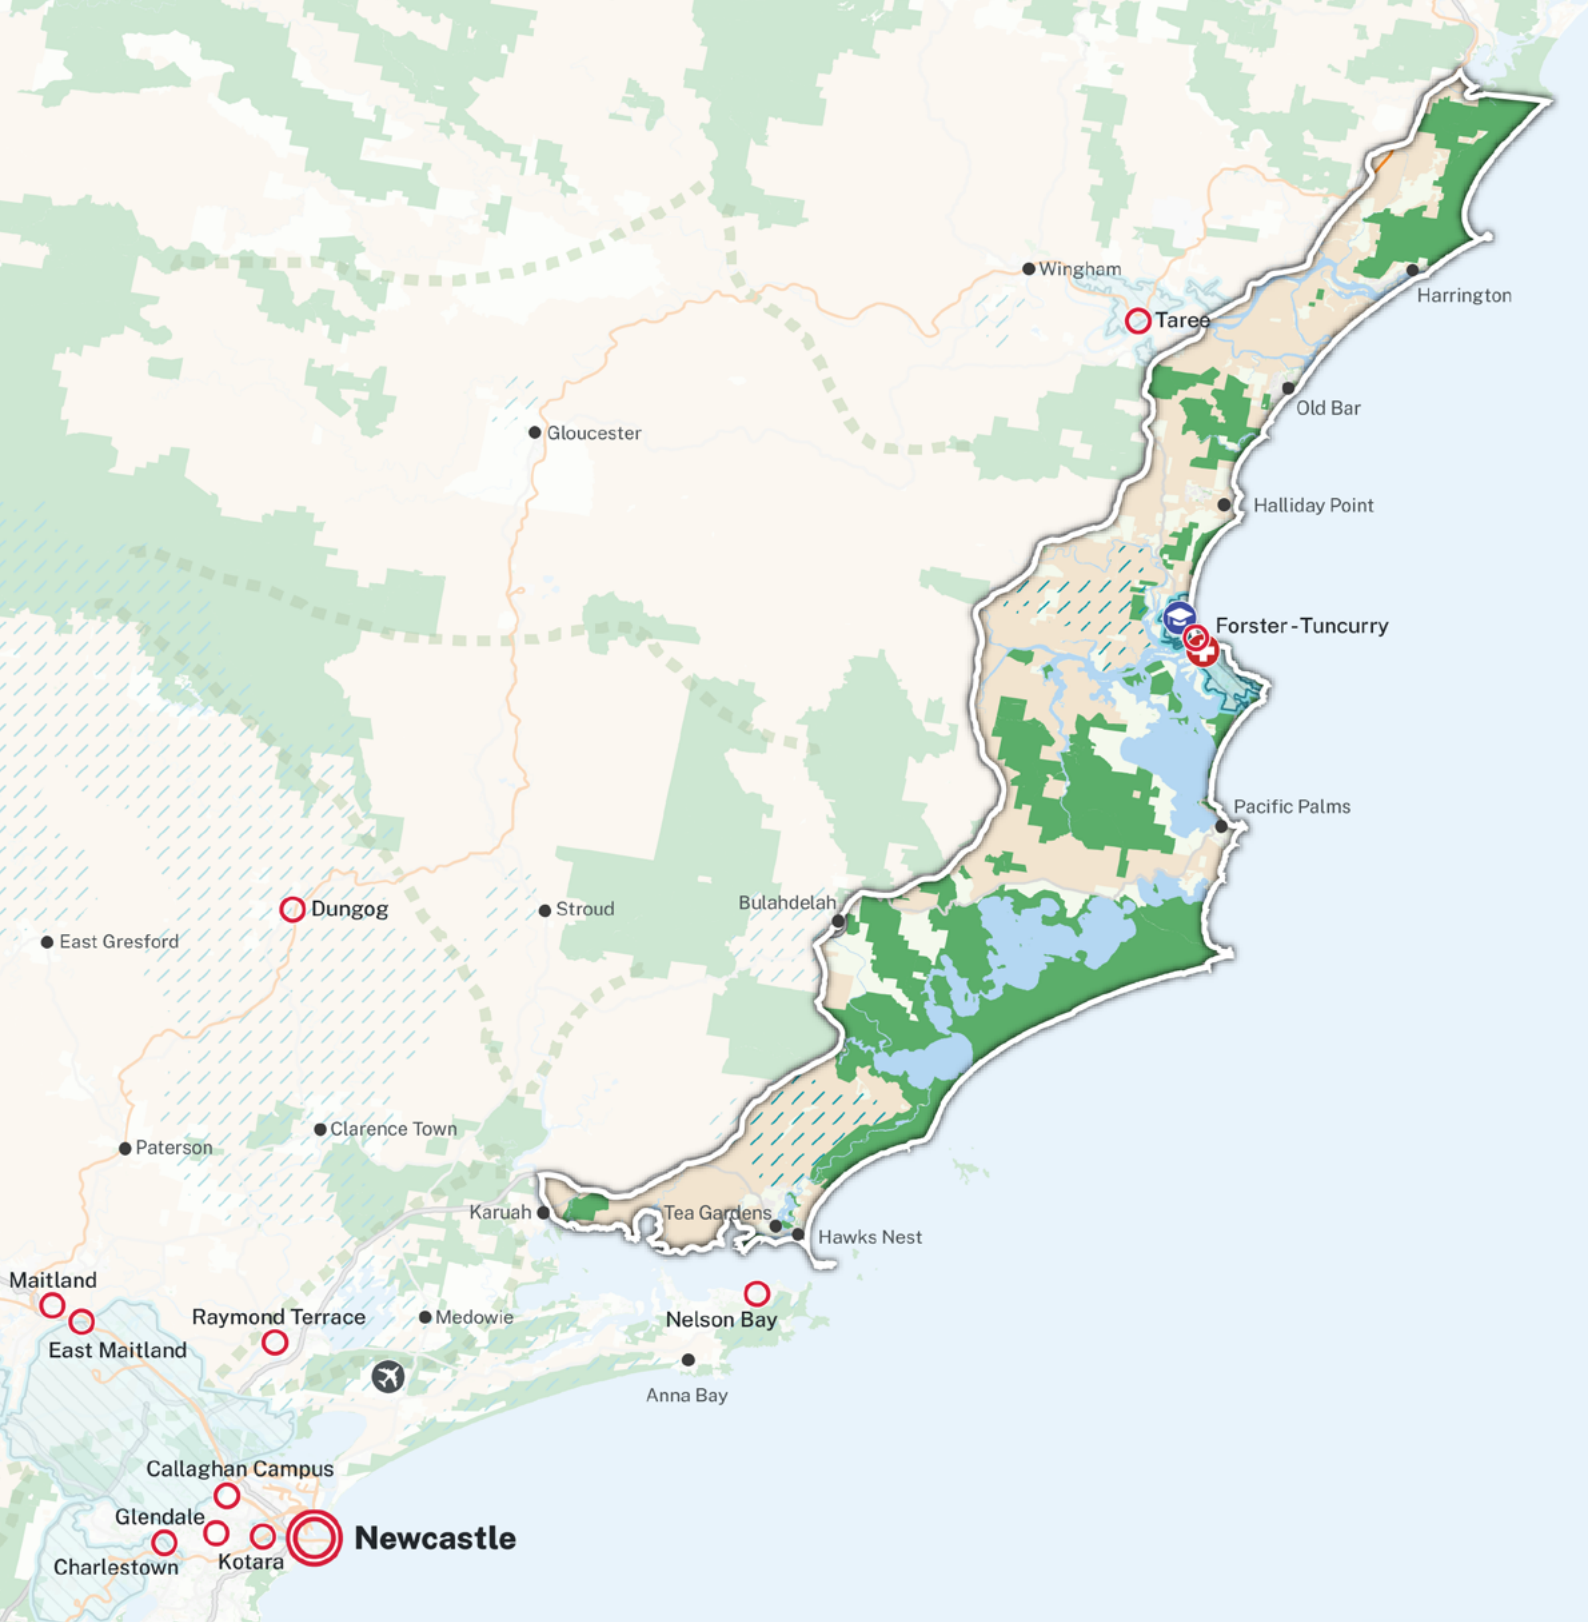 Wingham
Harrington
Taree
Old Bar
Gloucester
Halliday Point
Forster - Tuncurry
Pacific Palms
Bulahdelah
Dungog
Stroud
East Gresford
Clarence Town
Paterson
Karuah
Tea Gardens
Hawks Nest
Maitland
Raymond Terrace
Medowie
Nelson Bay
East Maitland
Anna Bay
Callaghan Campus
Glendale
Newcastle
Charlestown
Kotara